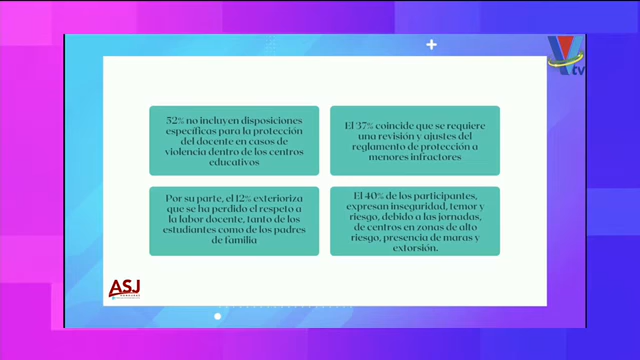 V
tv
52% no incluyen disposiciones
específicas para la protección
del docente en casos de
violencia dentro de los centros
educativos
El 37% coincide que se requiere
una revisión y ajustes del
reglamento de protección a
menores infractores
Por su parte, el 12% exterioriza
que se ha perdido el respeto a
la labor docente, tanto de los
estudiantes como de los padres
de familia
El 40% de los participantes,
expresan inseguridad, temor y
riesgo, debido a las jornadas,
de centros en zonas de alto
riesgo, presencia de maras y
extorsión.
ASJ